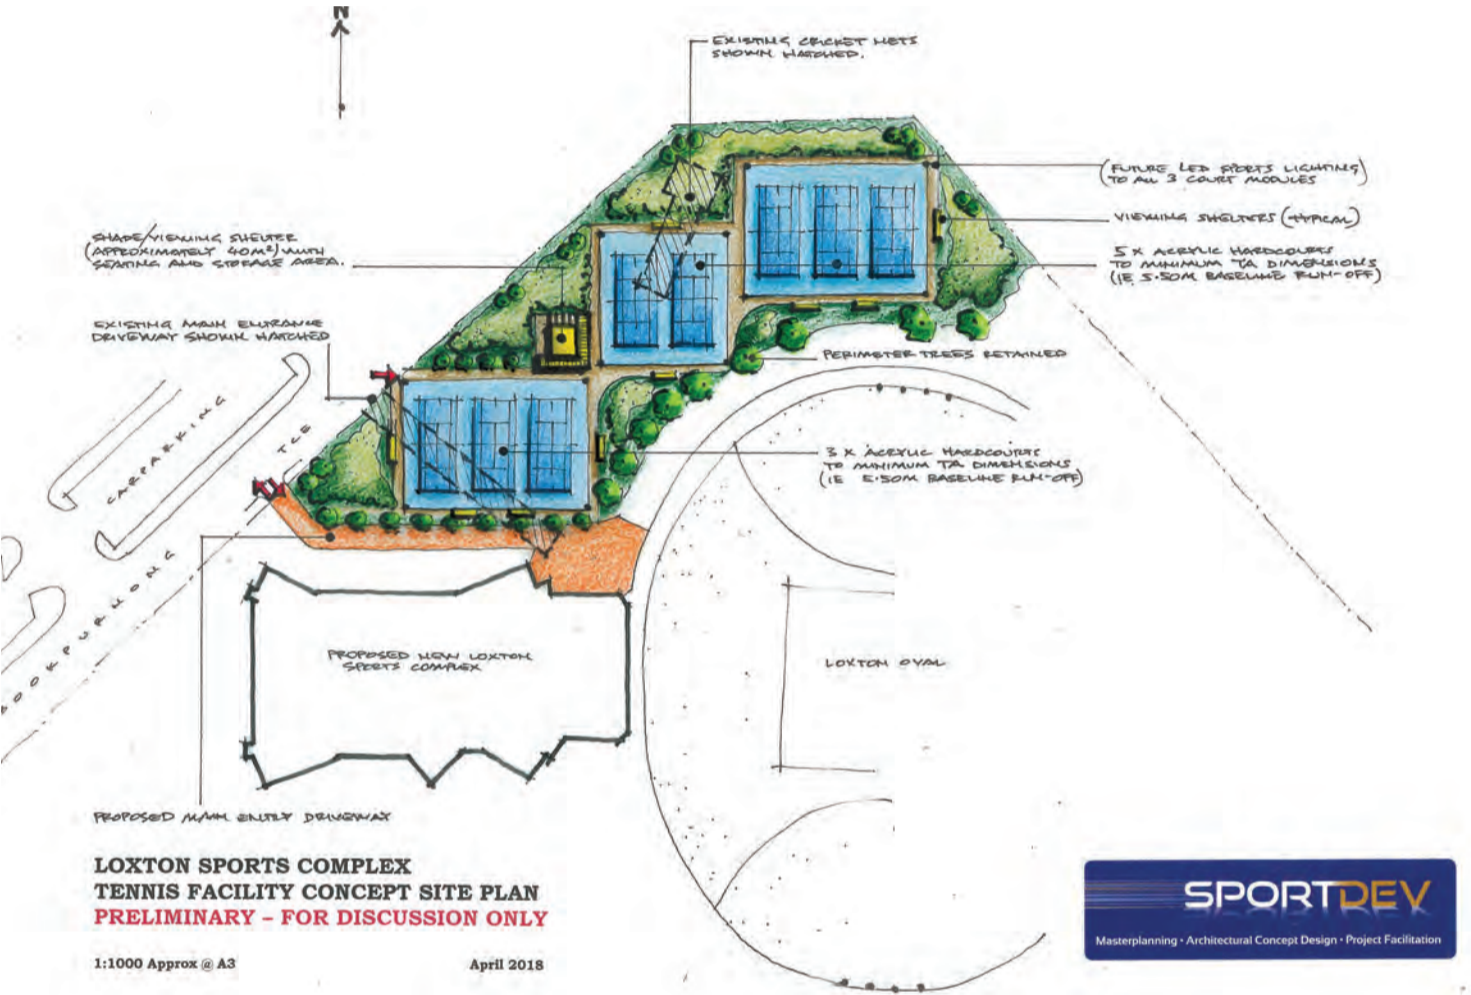 N
EXISTING CRICKET NETS
SHOWN HATCHED.
(FUTURE LED SPORTS LIGHTING)
TO ALL 3 COURT MODULES
VIEWING SHELTERS (TYPICAL)
5 X ACRYLIC HARDCOURTS
TO MINIMUM TA DIMENSIONS
(IE 5.50M BASELINE RUN-OFF)
SHADE/VIEWING SHELTER
(APPROXIMATELY 40M²) WITH
SEATING AND STORAGE AREA.
EXISTING MAIN ENTRANCE
DRIVEWAY SHOWN HATCHED
PERIMETER TREES RETAINED
CARPARKING
BOOKPURNONG TCE
3 X ACRYLIC HARDCOURTS
TO MINIMUM TA DIMENSIONS
(IE 5.50M BASELINE RUN-OFF)
PROPOSED NEW LOXTON
SPORTS COMPLEX
LOXTON OVAL
PROPOSED MAIN ENTRY DRIVEWAY
LOXTON SPORTS COMPLEX
TENNIS FACILITY CONCEPT SITE PLAN
PRELIMINARY – FOR DISCUSSION ONLY
1:1000 Approx @ A3 April 2018
SPORTDEV
Masterplanning • Architectural Concept Design • Project Facilitation